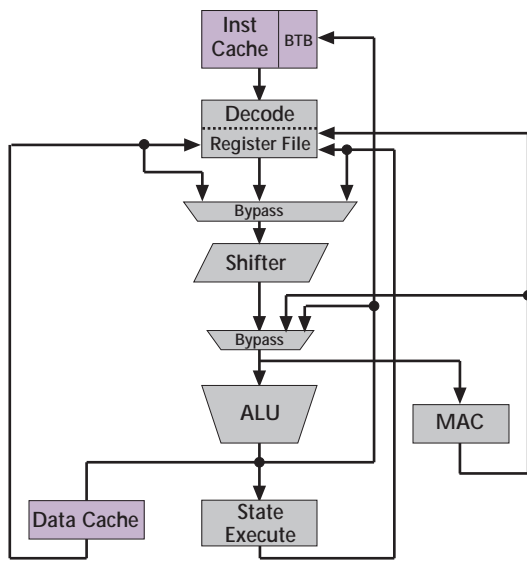 Inst
Cache
BTB
Decode
Register File
Bypass
Shifter
Bypass
ALU
MAC
Data Cache
State
Execute